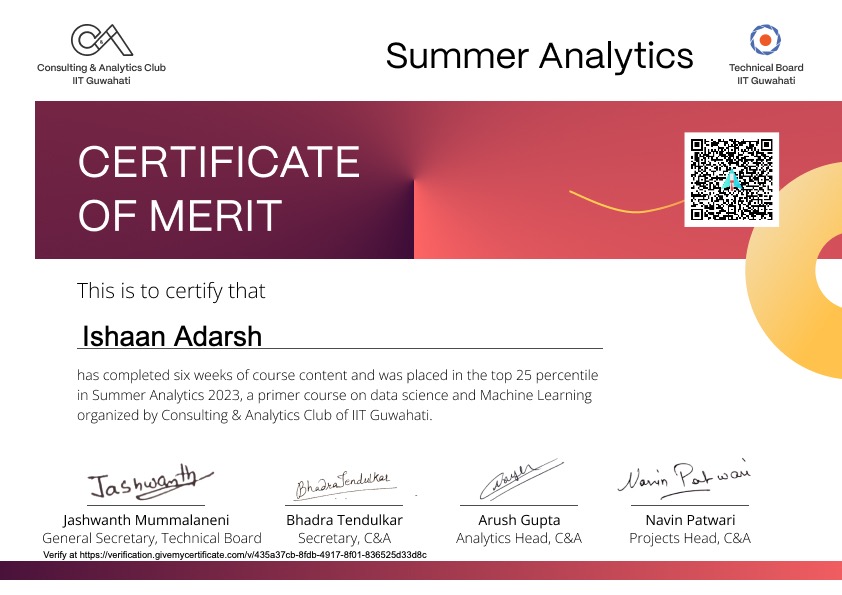 Consulting & Analytics Club
IIT Guwahati
Summer Analytics
Technical Board
IIT Guwahati
CERTIFICATE
OF MERIT
This is to certify that
Ishaan Adarsh
has completed six weeks of course content and was placed in the top 25 percentile
in Summer Analytics 2023, a primer course on data science and Machine Learning
organized by Consulting & Analytics Club of IIT Guwahati.
Jashwanth
BhadraTendulkar
Navin Patwari
Jashwanth Mummalaneni
General Secretary, Technical Board
Bhadra Tendulkar
Secretary, C&A
Arush Gupta
Analytics Head, C&A
Navin Patwari
Projects Head, C&A
Verify at https://verification.givemycertificate.com/v/435a37cb-8fdb-4917-8f01-836525d33d8c